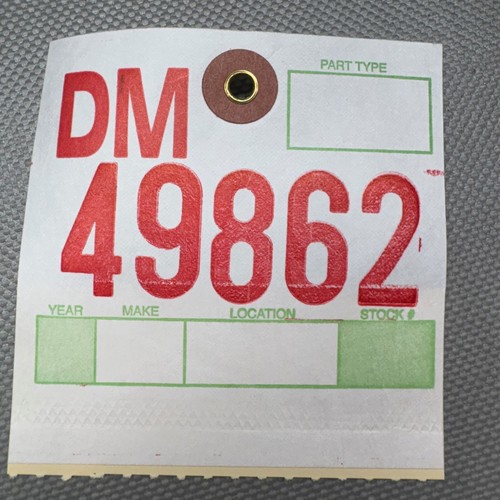 DM
PART TYPE
49862
YEAR MAKE LOCATION STOCK #